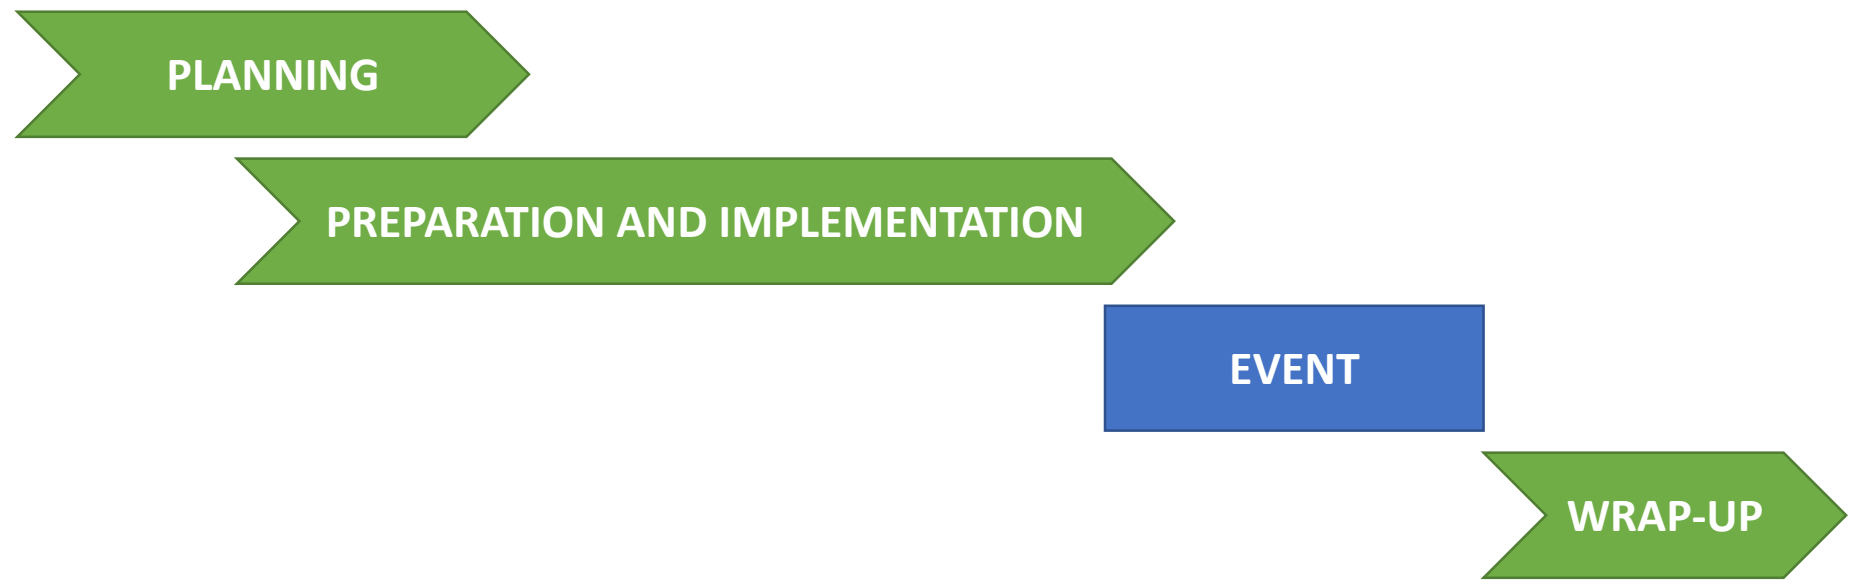 PLANNING
PREPARATION AND IMPLEMENTATION
EVENT
WRAP-UP